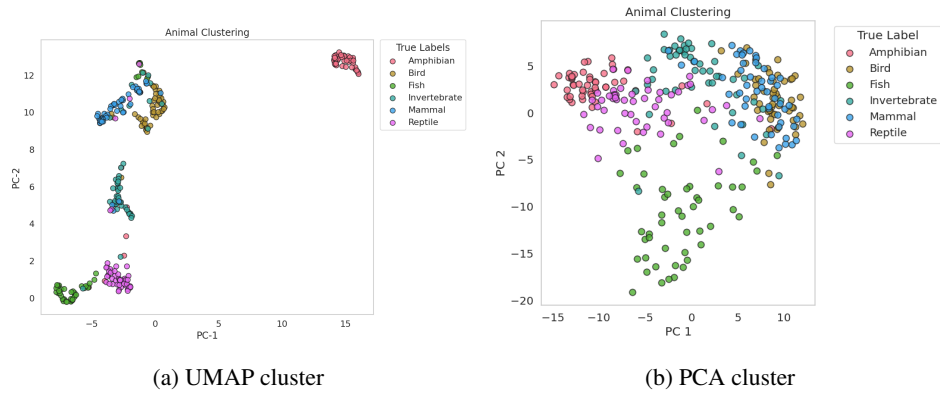 Animal Clustering
True Labels
Amphibian
Bird
Fish
Invertebrate
Mammal
Reptile
12
10
8
6
4
2
0
−5
0
5
10
15
PC-1
PC-2
(a) UMAP cluster
Animal Clustering
True Label
Amphibian
Bird
Fish
Invertebrate
Mammal
Reptile
5
0
−5
−10
−15
−20
−15
−10
−5
0
5
10
PC 1
PC 2
(b) PCA cluster